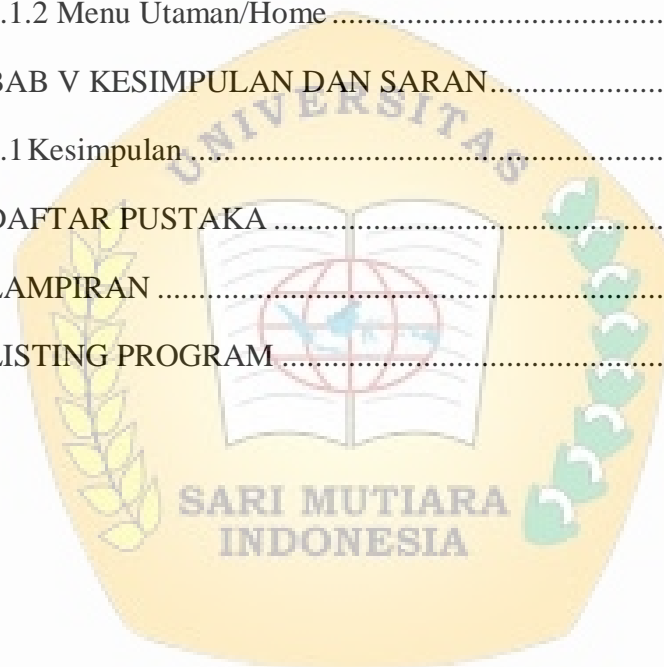 .1.2 Menu Utaman/Home
BAB V KESIMPULAN DAN SARAN
.1 Kesimpulan
DAFTAR PUSTAKA
LAMPIRAN
LISTING PROGRAM
UNIVERSITAS
SARI MUTIARA
INDONESIA